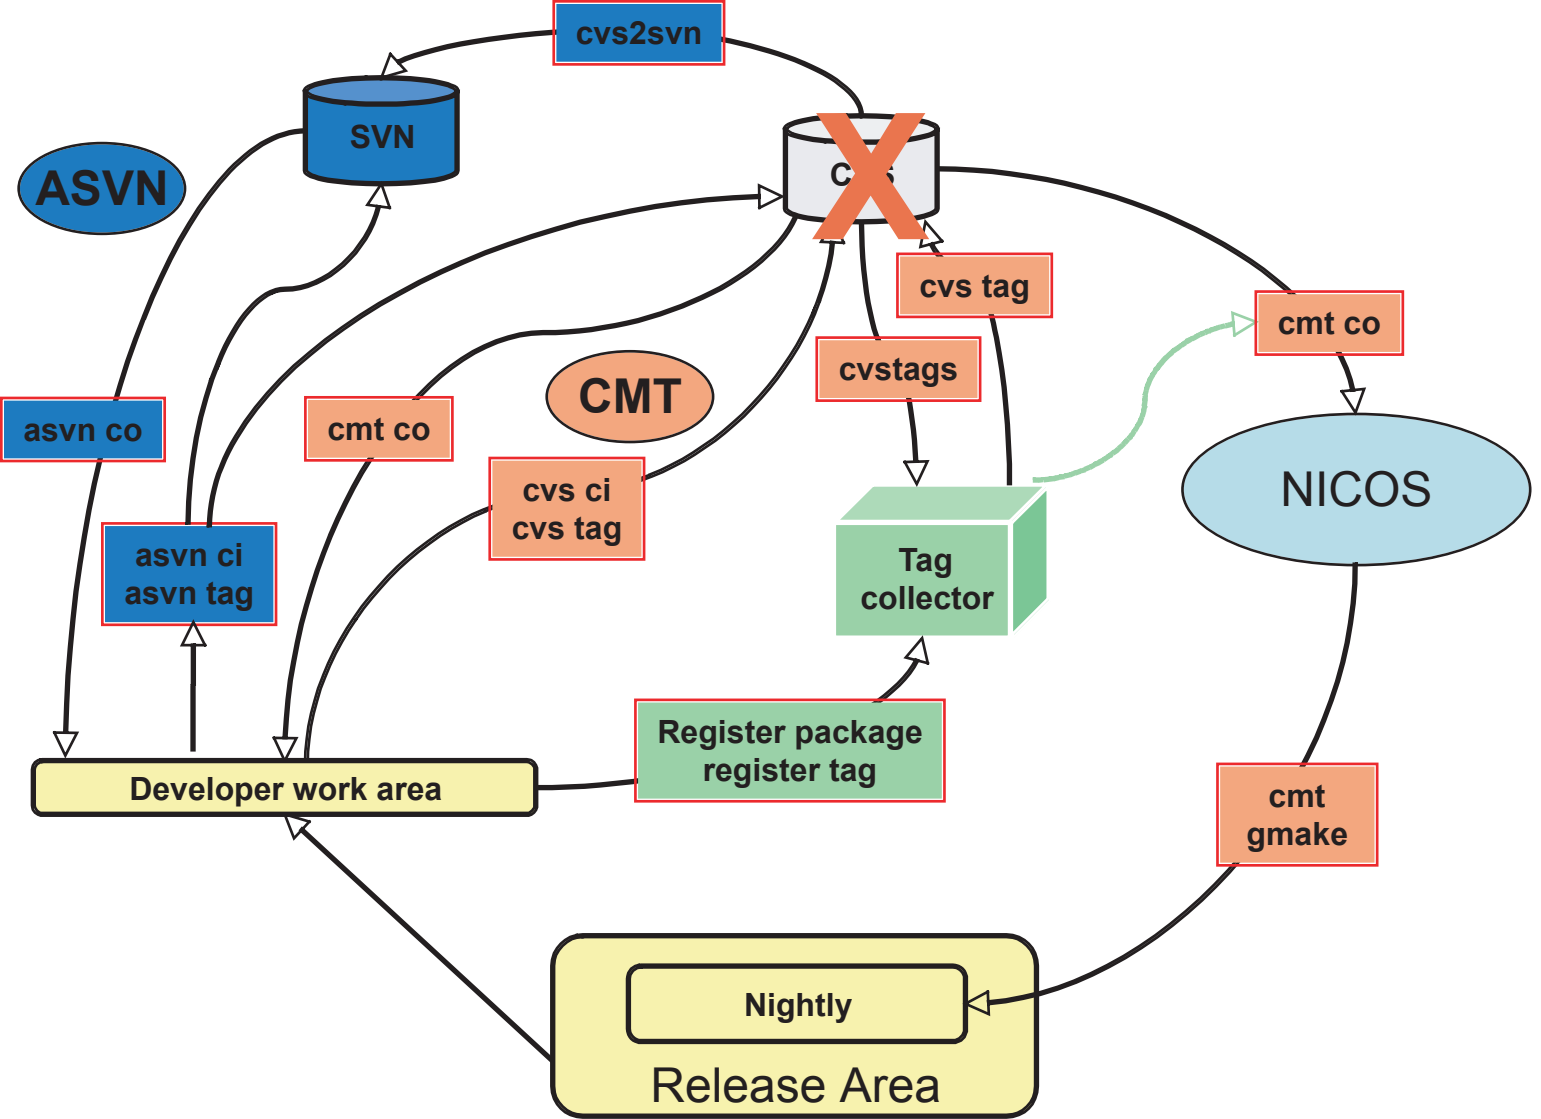 cvs2svn
SVN
ASVN
cvs tag
cmt co
cvstags
CMT
asvn co
cmt co
cvs ci
cvs tag
NICOS
asvn ci
asvn tag
Tag
collector
Register package
register tag
Developer work area
cmt
gmake
Nightly
Release Area